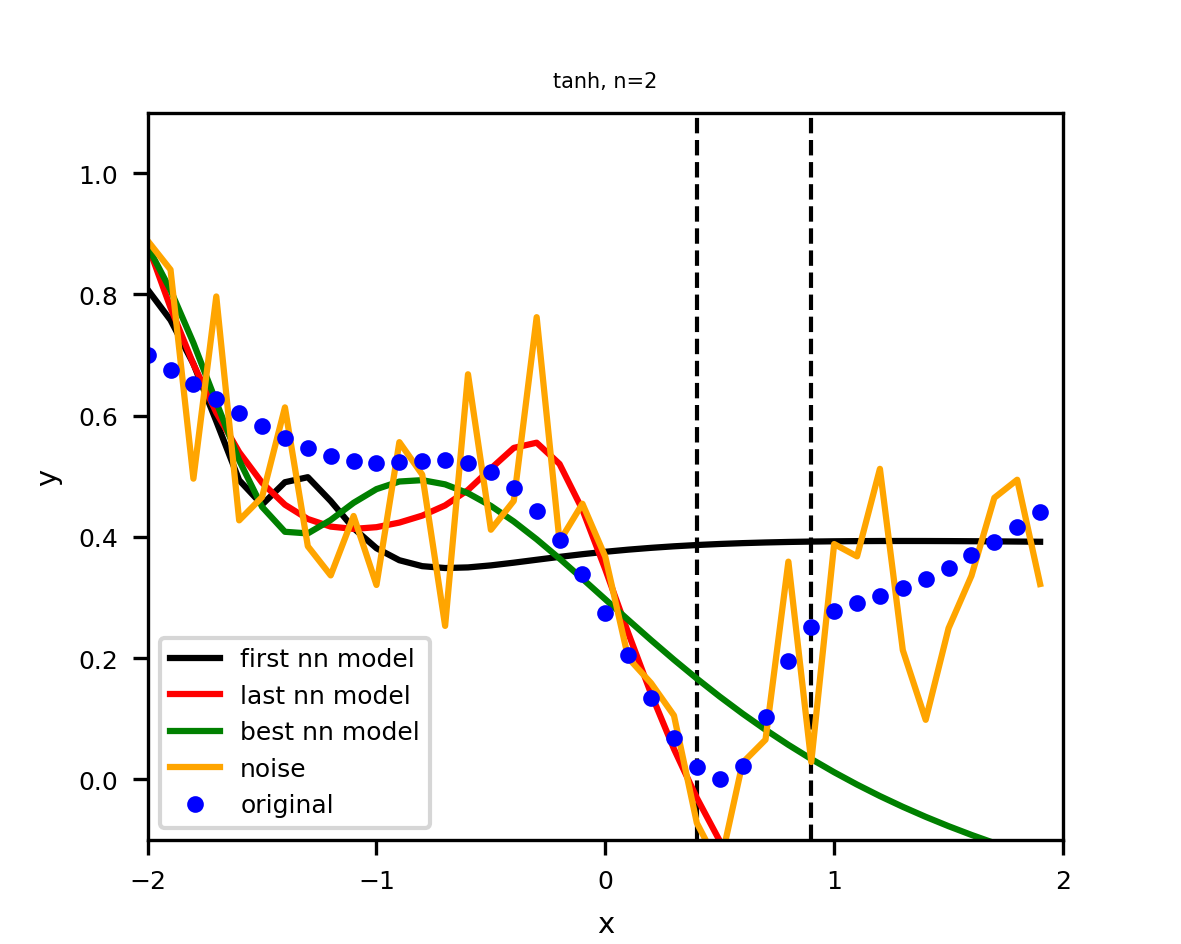 tanh, n=2
y
1.0
0.8
0.6
0.4
0.2
0.0
first nn model
last nn model
best nn model
noise
original
−2
−1
0
1
2
x